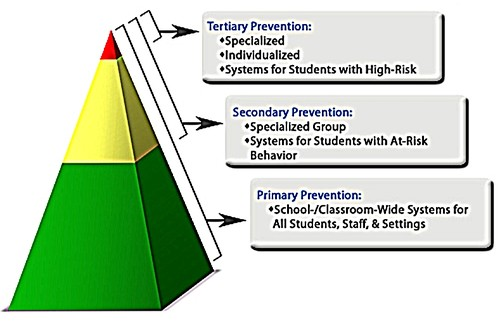 Tertiary Prevention:
♦Specialized
♦Individualized
♦Systems for Students with High-Risk
Secondary Prevention:
♦Specialized Group
♦Systems for Students with At-Risk
Behavior
Primary Prevention:
♦School-/Classroom-Wide Systems for
All Students, Staff, & Settings